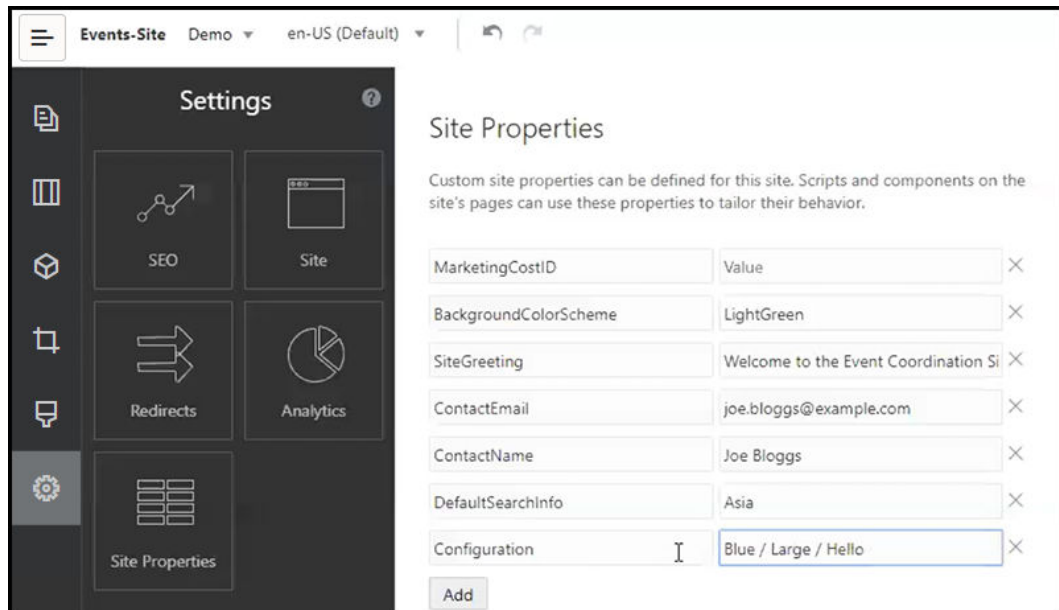 Events-Site Demo en-US (Default)
Settings
SEO
Site
Redirects
Analytics
Site Properties
Site Properties
Custom site properties can be defined for this site. Scripts and components on the
site's pages can use these properties to tailor their behavior.
MarketingCostID Value
BackgroundColorScheme LightGreen
SiteGreeting Welcome to the Event Coordination Si
ContactEmail joe.bloggs@example.com
ContactName Joe Bloggs
DefaultSearchInfo Asia
Configuration Blue / Large / Hello
Add